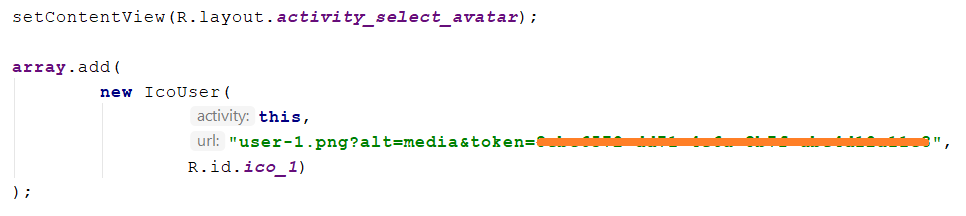 setContentView(R.layout.activity_select_avatar);
array.add(
new IcoUser(
activity: this,
url: "user-1.png?alt=media&token=",
R.id.ico_1)
);